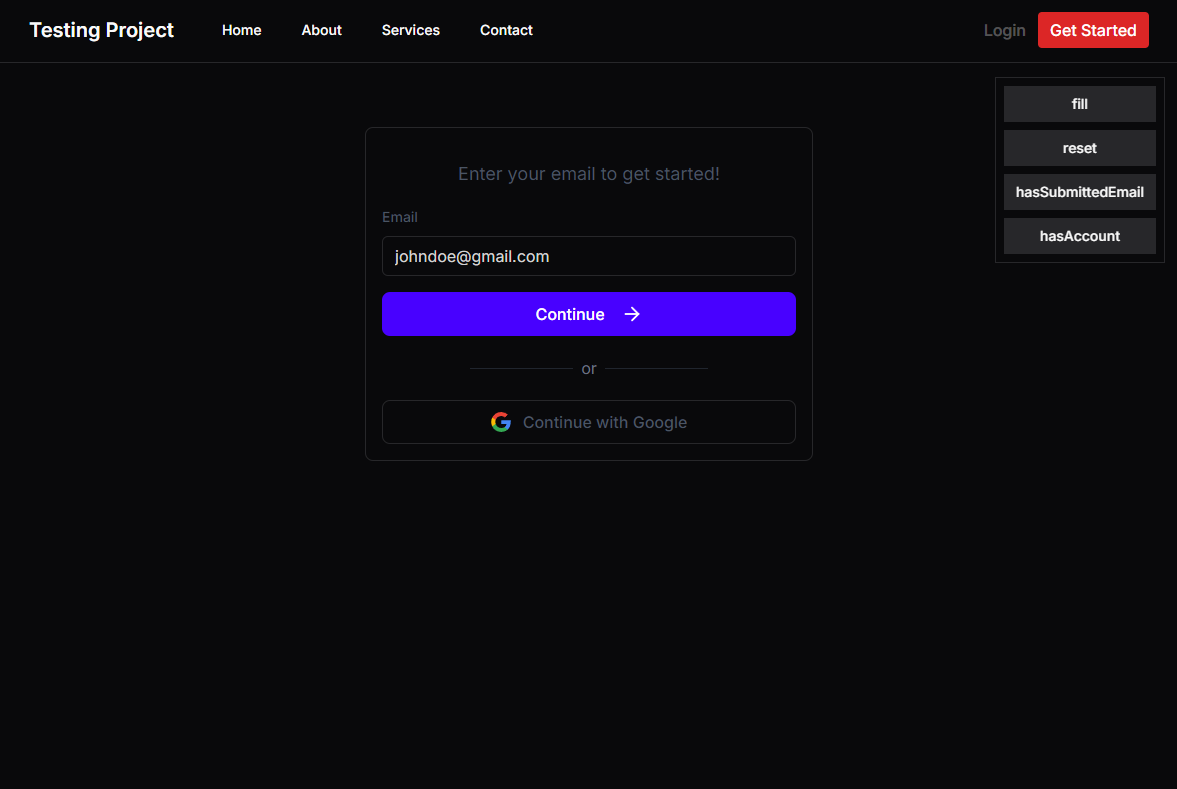 Testing Project
Home
About
Services
Contact
Login
Get Started
fill
reset
hasSubmittedEmail
hasAccount
Enter your email to get started!
Email
johndoe@gmail.com
Continue
or
Continue with Google